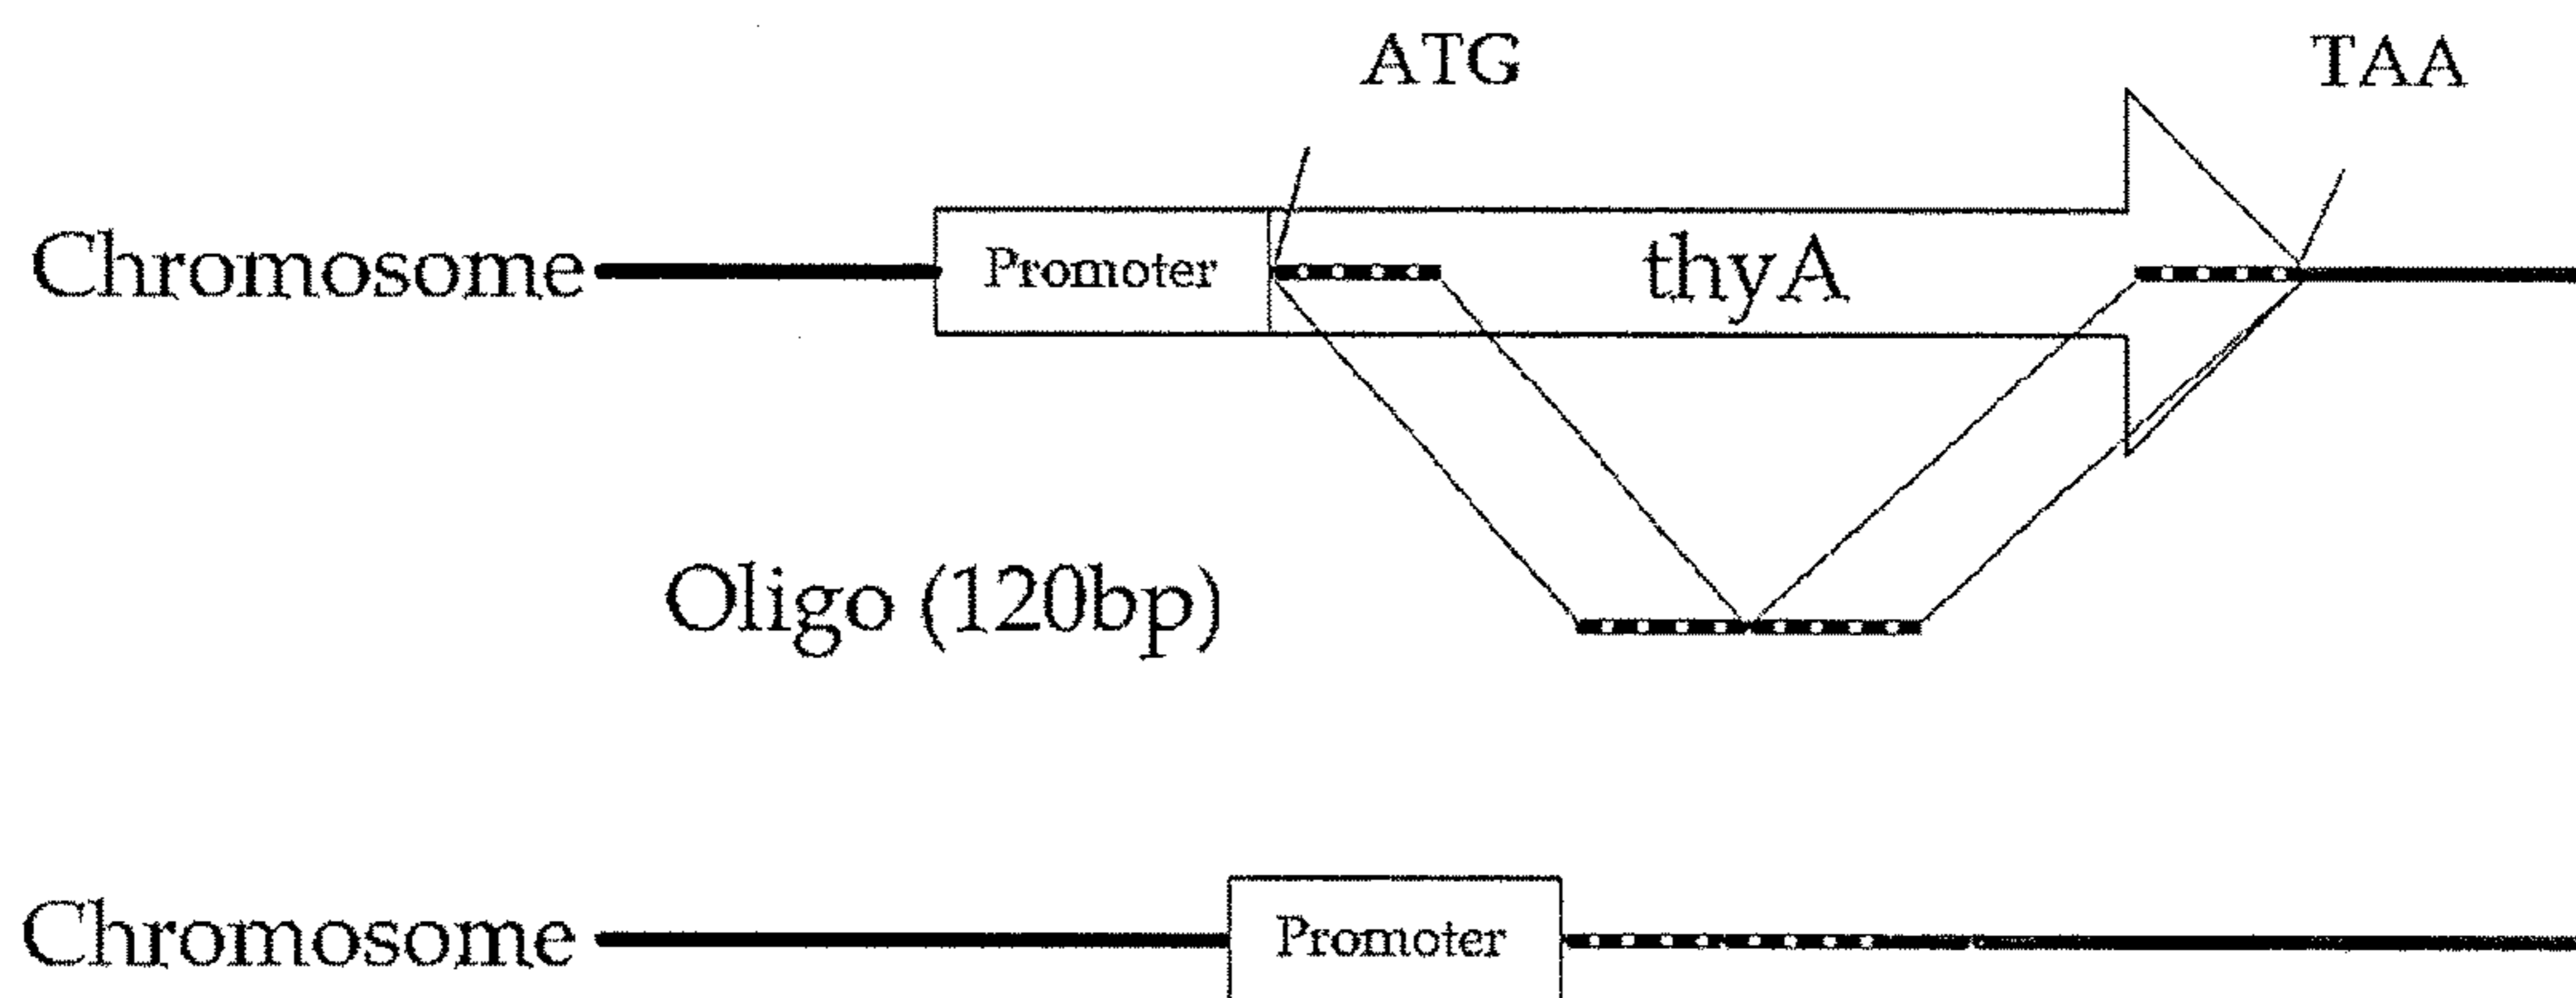 ATG
TAA
Chromosome
Promoter
thyA
Oligo (120bp)
Chromosome
Promoter